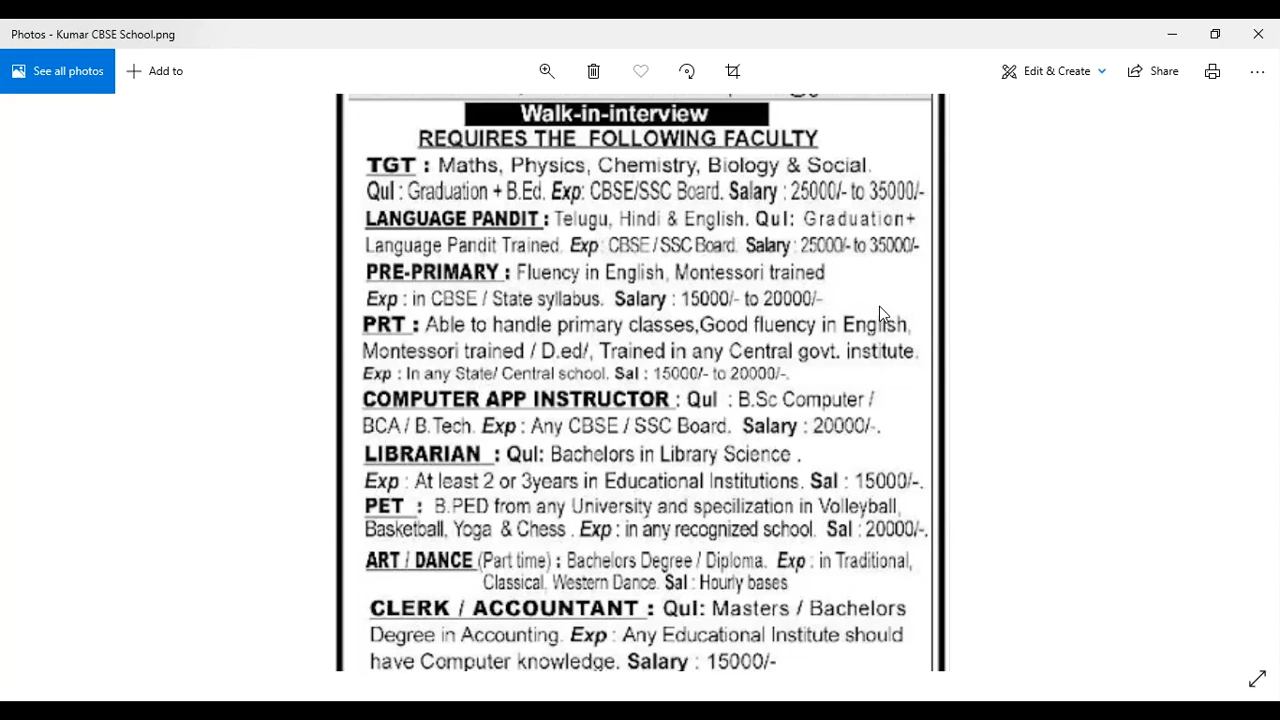 Photos - Kumar CBSE School.png
See all photos
Add to
Edit & Create
Share
Walk-in-interview
REQUIRES THE FOLLOWING FACULTY
TGT : Maths, Physics, Chemistry, Biology & Social.
Qul : Graduation + B.Ed. Exp: CBSE/SSC Board. Salary : 25000/- to 35000/-
LANGUAGE PANDIT : Telugu, Hindi & English. Qul: Graduation+
Language Pandit Trained. Exp: CBSE / SSC Board. Salary : 25000/- to 35000/-
PRE-PRIMARY : Fluency in English, Montessori trained
Exp : in CBSE / State syllabus. Salary : 15000/- to 20000/-
PRT : Able to handle primary classes,Good fluency in English,
Montessori trained / D.ed/, Trained in any Central govt. institute.
Exp : In any State/ Central school. Sal : 15000/- to 20000/-.
COMPUTER APP INSTRUCTOR : Qul : B.Sc Computer /
BCA / B.Tech. Exp : Any CBSE / SSC Board. Salary : 20000/-.
LIBRARIAN : Qul: Bachelors in Library Science .
Exp : At least 2 or 3years in Educational Institutions. Sal : 15000/-.
PET : B.PED from any University and specilization in Volleyball,
Basketball, Yoga & Chess . Exp : in any recognized school. Sal : 20000/-.
ART / DANCE (Part time) : Bachelors Degree / Diploma. Exp : in Traditional,
Classical, Western Dance. Sal : Hourly bases
CLERK / ACCOUNTANT : Qul: Masters / Bachelors
Degree in Accounting. Exp : Any Educational Institute should
have Computer knowledge. Salary : 15000/-